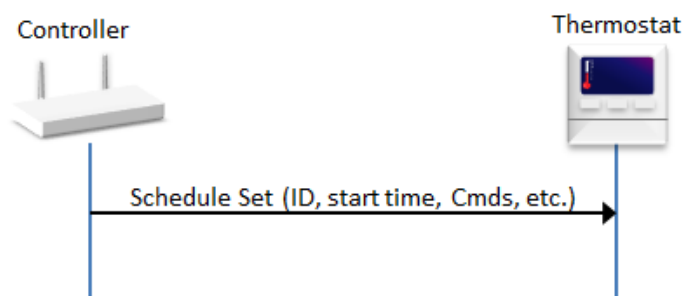 Controller
Thermostat
Schedule Set (ID, start time, Cmds, etc.)